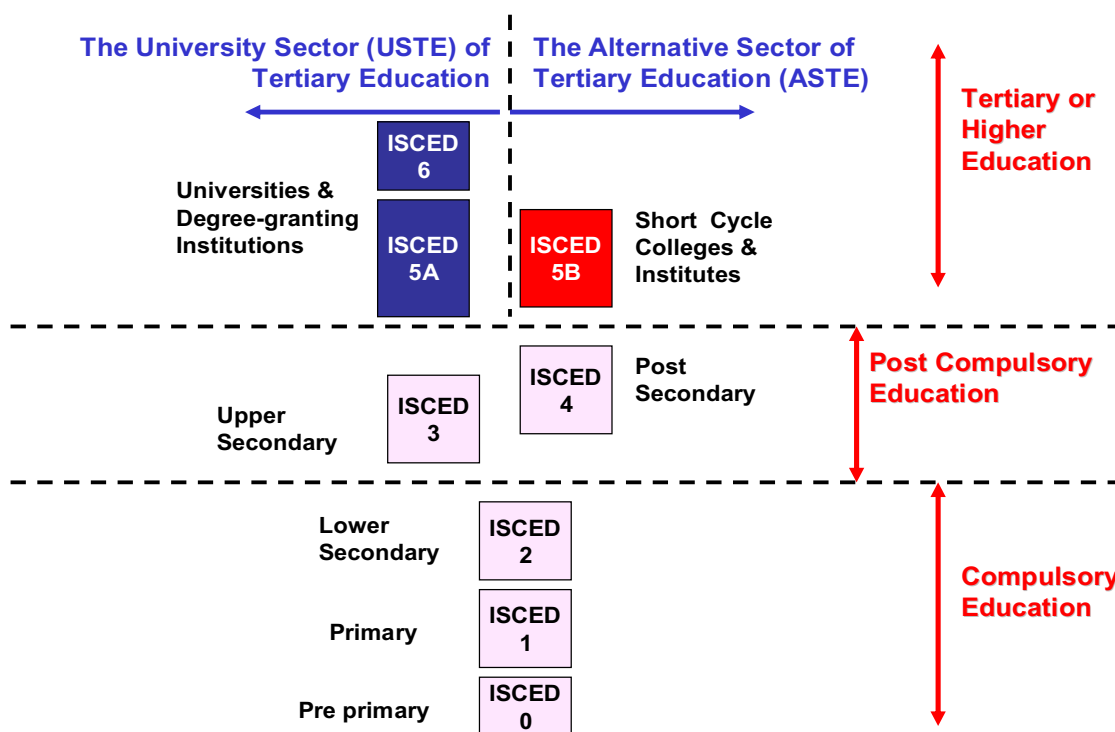 The University Sector (USTE) of
Tertiary Education
The Alternative Sector of
Tertiary Education (ASTE)
Tertiary or
Higher
Education
ISCED
6
Universities &
Degree-granting
Institutions
ISCED
5A
ISCED
5B
Short Cycle
Colleges &
Institutes
Post Compulsory
Education
ISCED
4
Post
Secondary
Upper
Secondary
ISCED
3
Lower
Secondary
ISCED
2
Compulsory
Education
Primary
ISCED
1
Pre primary
ISCED
0